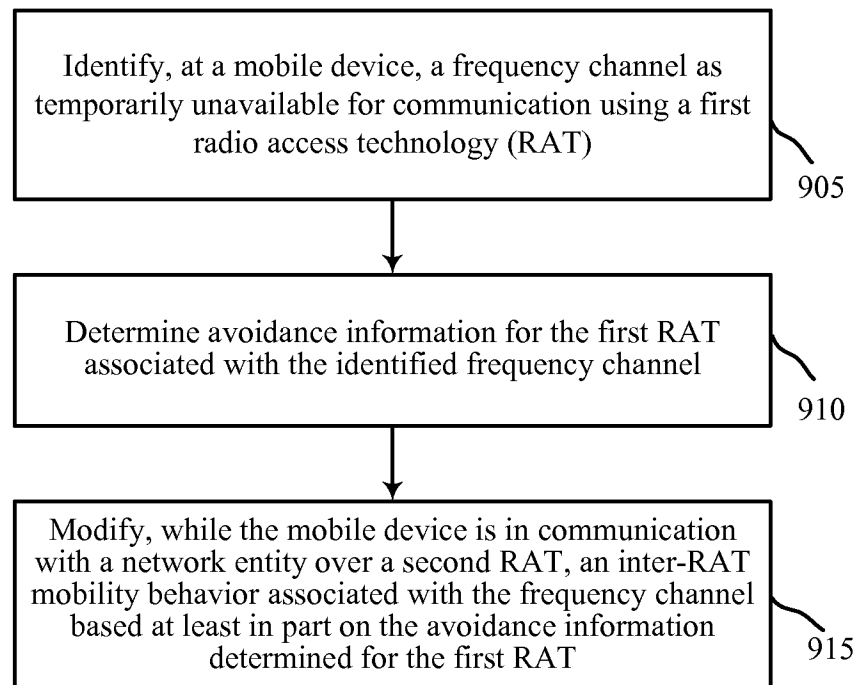 Identify, at a mobile device, a frequency channel as
temporarily unavailable for communication using a first
radio access technology (RAT)
905
Determine avoidance information for the first RAT
associated with the identified frequency channel
910
Modify, while the mobile device is in communication
with a network entity over a second RAT, an inter-RAT
mobility behavior associated with the frequency channel
based at least in part on the avoidance information
determined for the first RAT
915